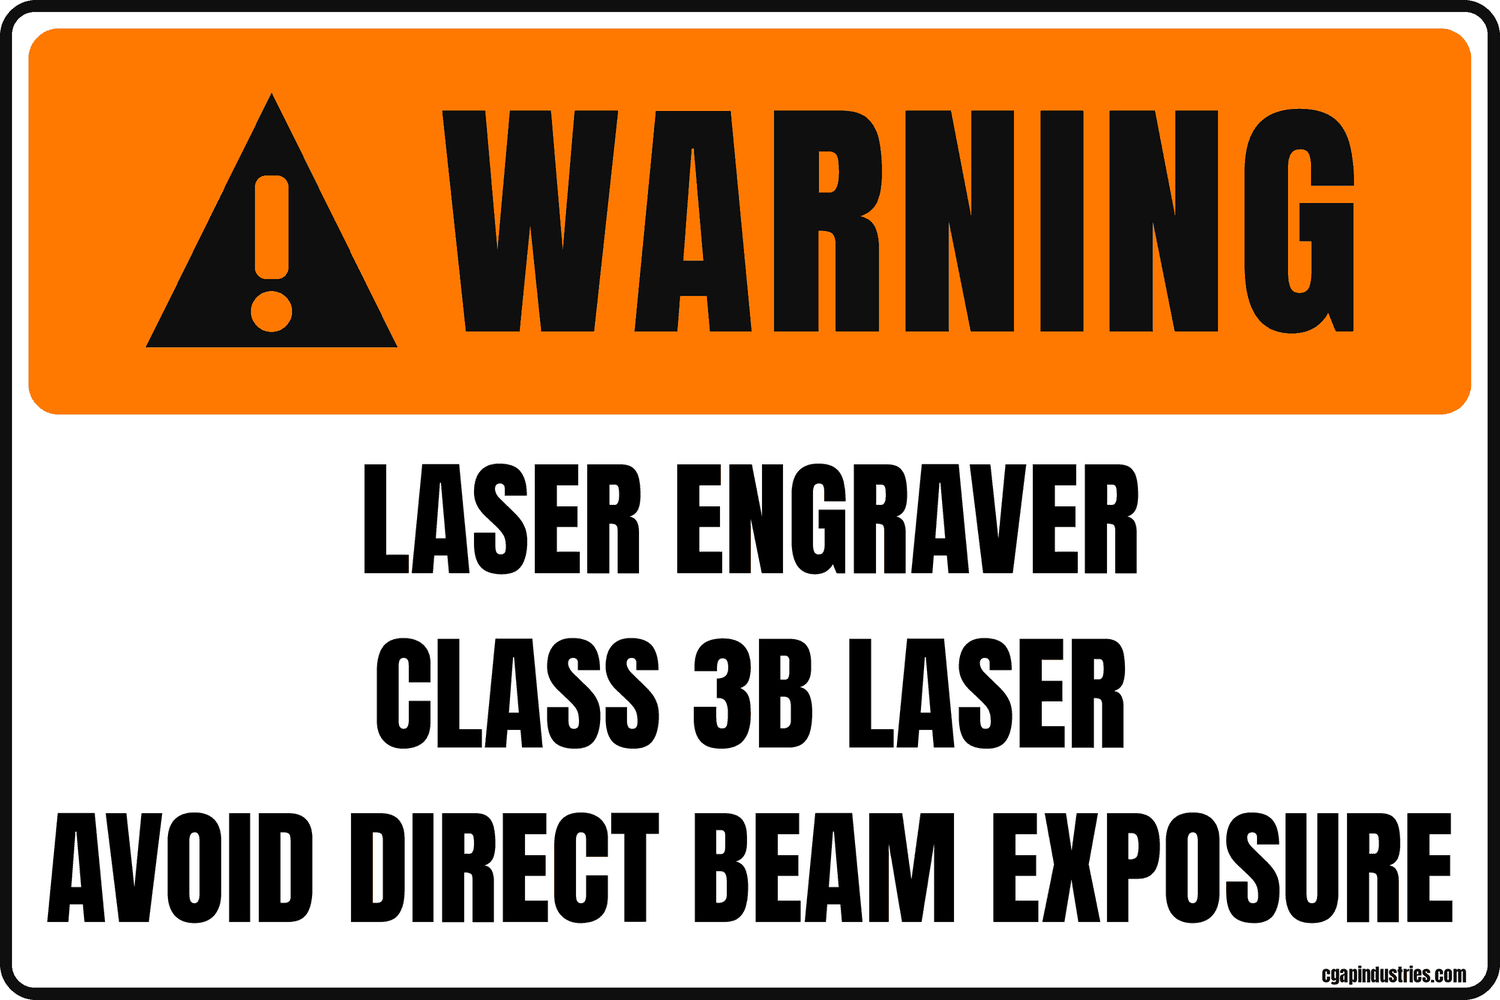 WARNING
LASER ENGRAVER
CLASS 3B LASER
AVOID DIRECT BEAM EXPOSURE
cgapindustries.com